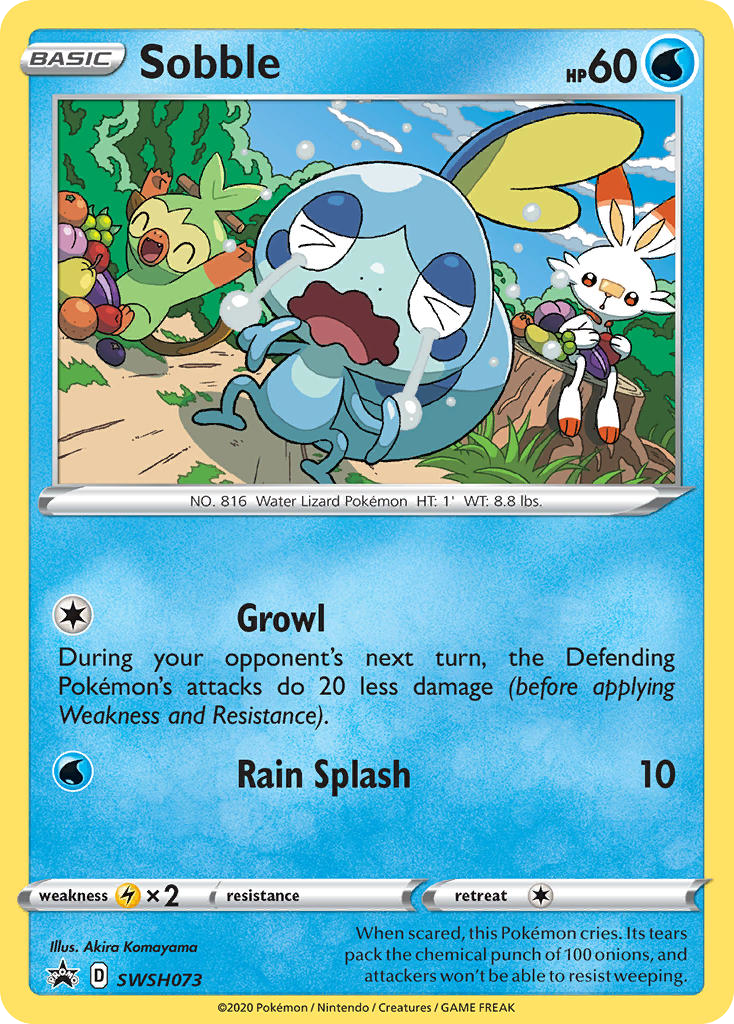 BASIC Sobble HP60
NO. 816 Water Lizard Pokémon HT: 1' WT: 8.8 lbs.
Growl
During your opponent's next turn, the Defending
Pokémon's attacks do 20 less damage (before applying
Weakness and Resistance).
Rain Splash 10
weakness ×2 resistance retreat
Illus. Akira Komayama
PROMO D SWSH073
When scared, this Pokémon cries. Its tears
pack the chemical punch of 100 onions, and
attackers won't be able to resist weeping.
©2020 Pokémon / Nintendo / Creatures / GAME FREAK